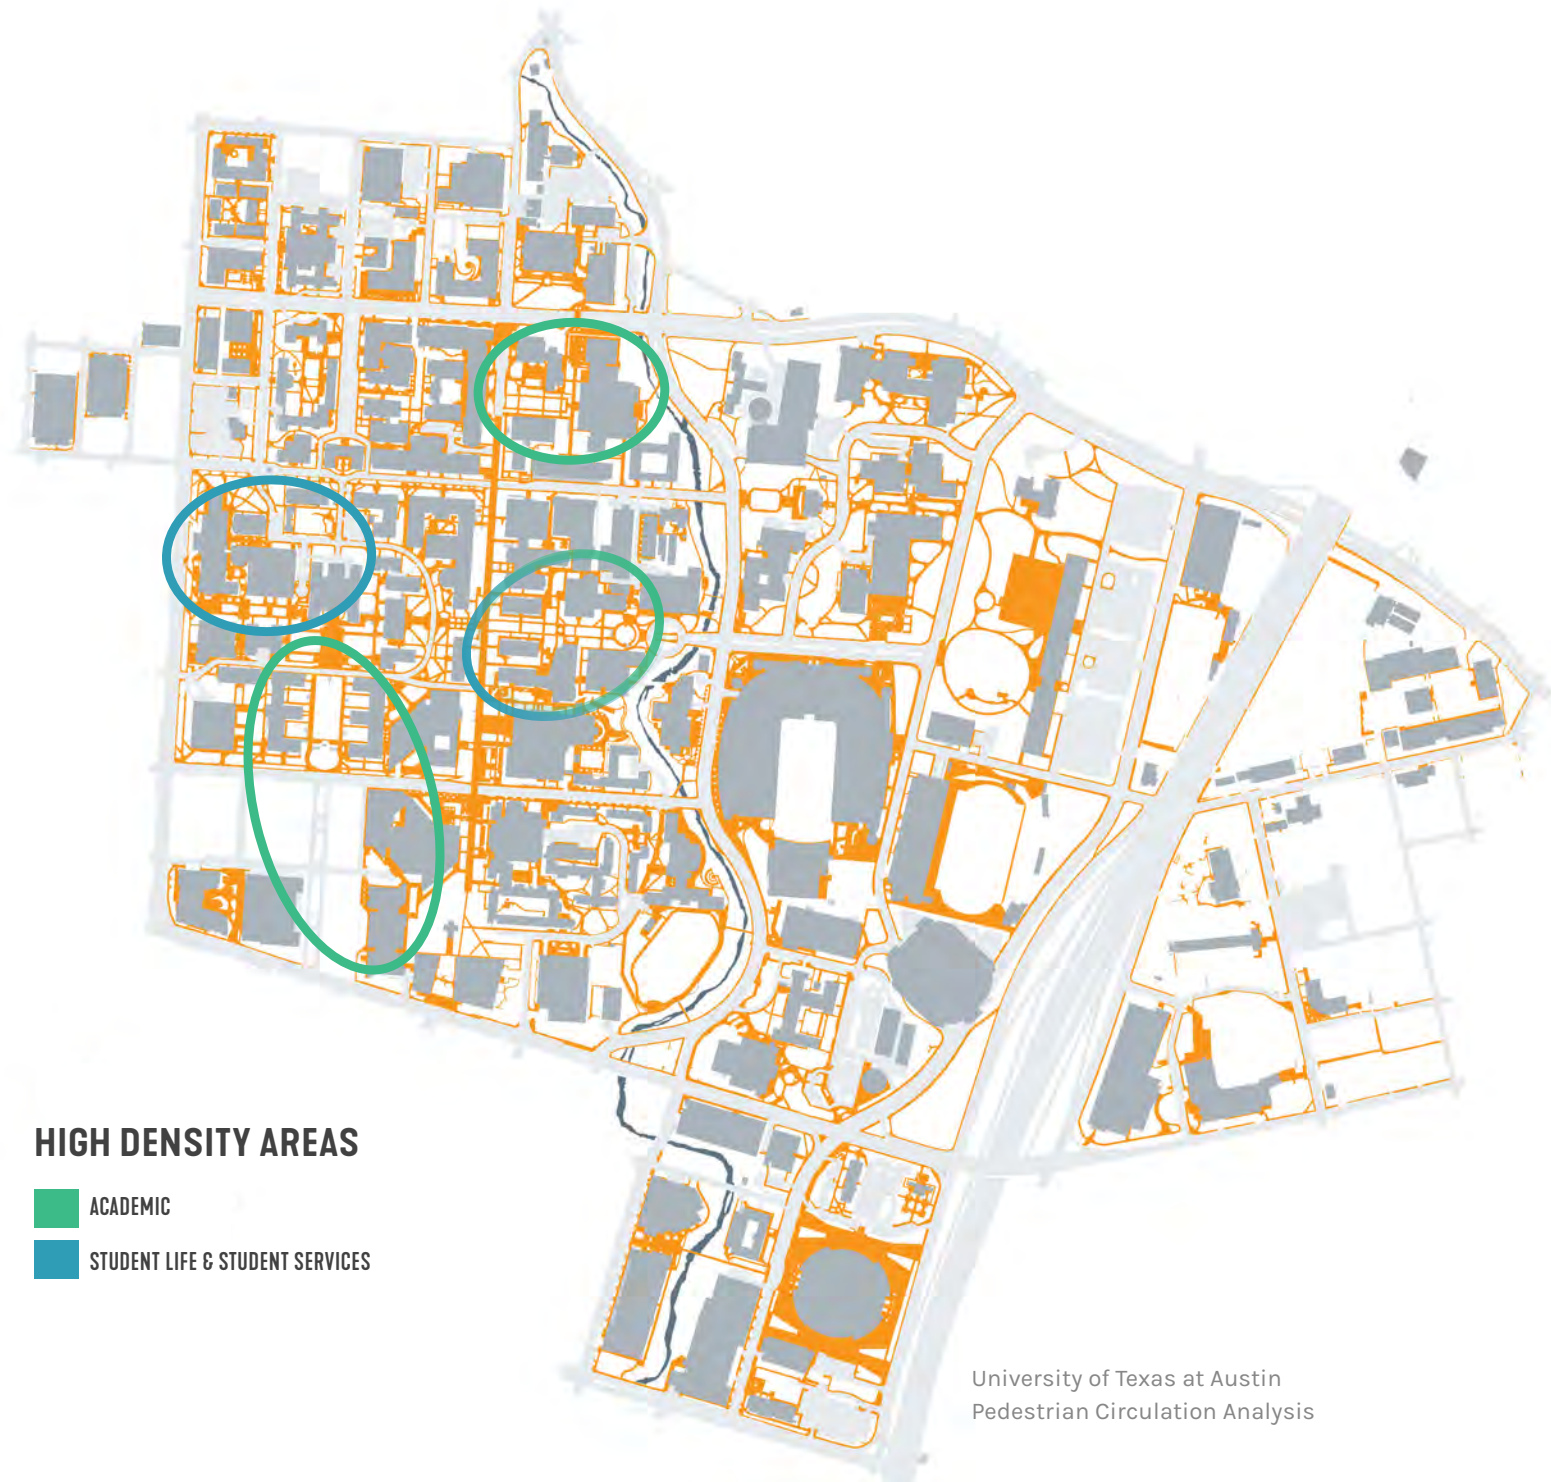 HIGH DENSITY AREAS
ACADEMIC
STUDENT LIFE & STUDENT SERVICES
University of Texas at Austin
Pedestrian Circulation Analysis